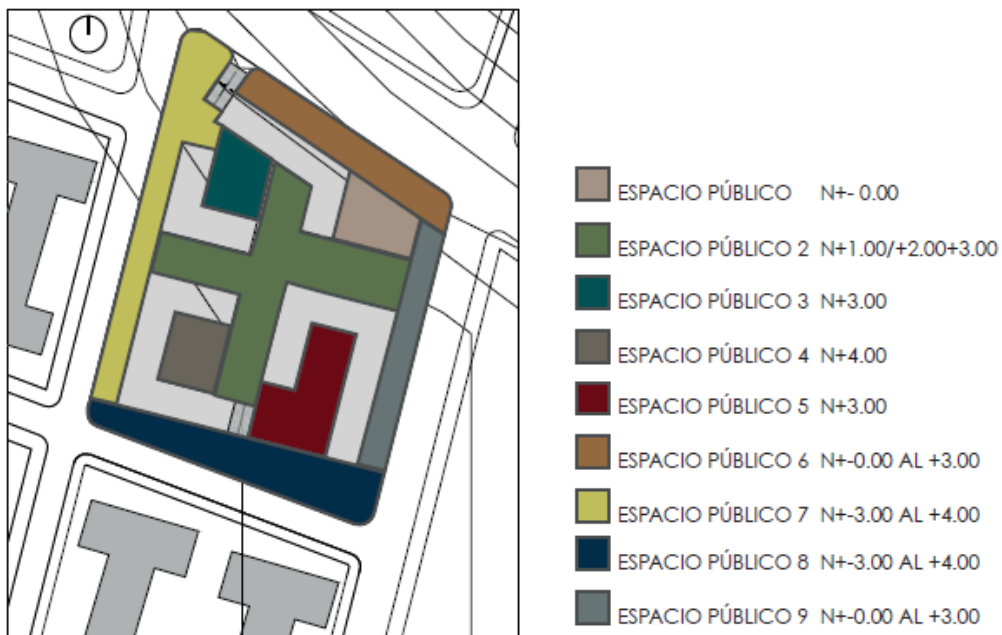 ESPACIO PÚBLICO N+- 0.00
ESPACIO PÚBLICO 2 N+1.00/+2.00+3.00
ESPACIO PÚBLICO 3 N+3.00
ESPACIO PÚBLICO 4 N+4.00
ESPACIO PÚBLICO 5 N+3.00
ESPACIO PÚBLICO 6 N+-0.00 AL +3.00
ESPACIO PÚBLICO 7 N+-3.00 AL +4.00
ESPACIO PÚBLICO 8 N+-3.00 AL +4.00
ESPACIO PÚBLICO 9 N+-0.00 AL +3.00